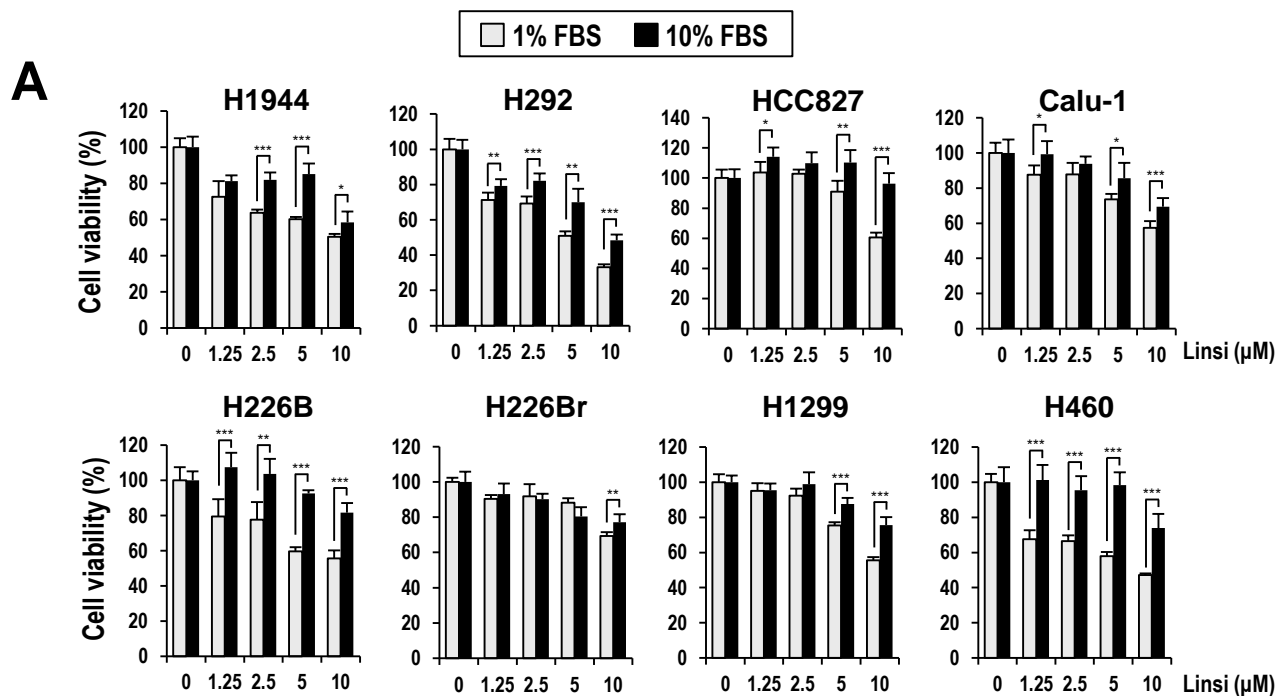 1% FBS 10% FBS
A
H1944 H292 HCC827 Calu-1
Cell viability (%)
120 100 80 60 40 20 0
* ** *** 
*** *** *
0 1.25 2.5 5 10
120 100 80 60 40 20 0
** *** ** ***
0 1.25 2.5 5 10
140 120 100 80 60 40 20 0
* ** ***
0 1.25 2.5 5 10
120 100 80 60 40 20 0
* * ***
0 1.25 2.5 5 10
Linsi (µM)
H226B H226Br H1299 H460
Cell viability (%)
120 100 80 60 40 20 0
*** ** *** ***
0 1.25 2.5 5 10
120 100 80 60 40 20 0
**
0 1.25 2.5 5 10
120 100 80 60 40 20 0
*** ***
0 1.25 2.5 5 10
120 100 80 60 40 20 0
*** *** *** ***
0 1.25 2.5 5 10
Linsi (µM)